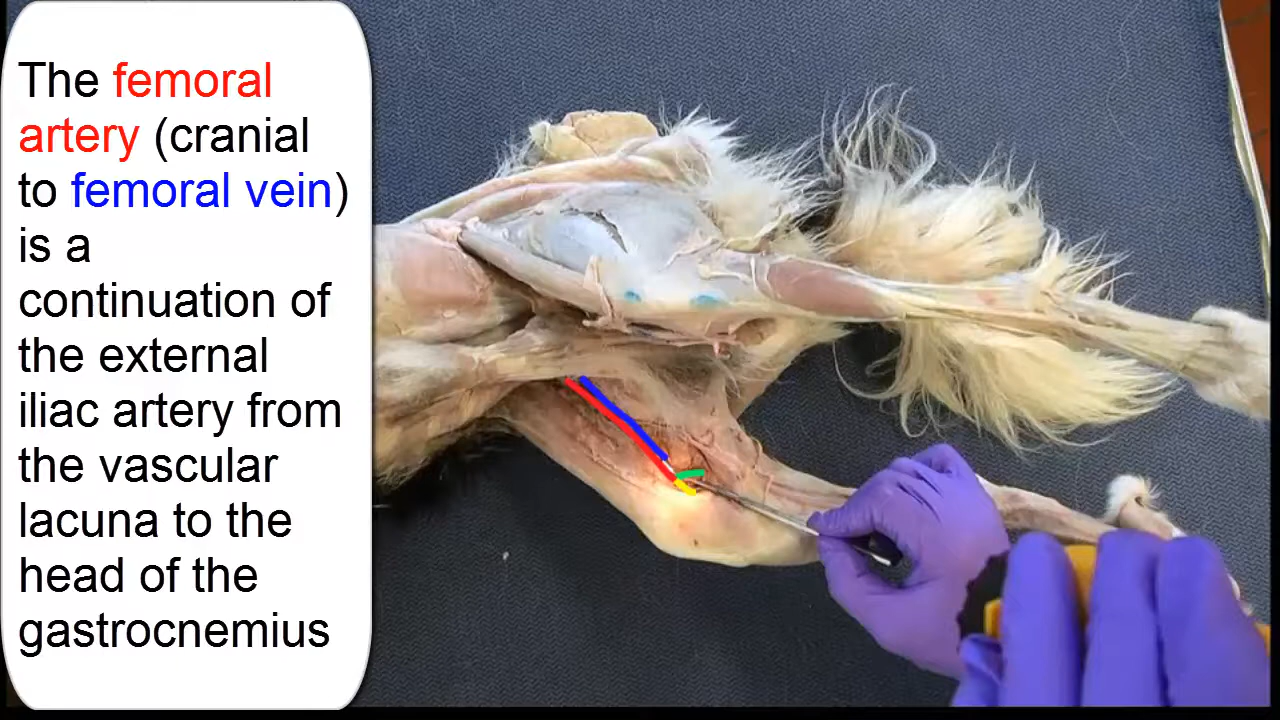 The femoral
artery (cranial
to femoral vein)
is a
continuation of
the external
iliac artery from
the vascular
lacuna to the
head of the
gastrocnemius